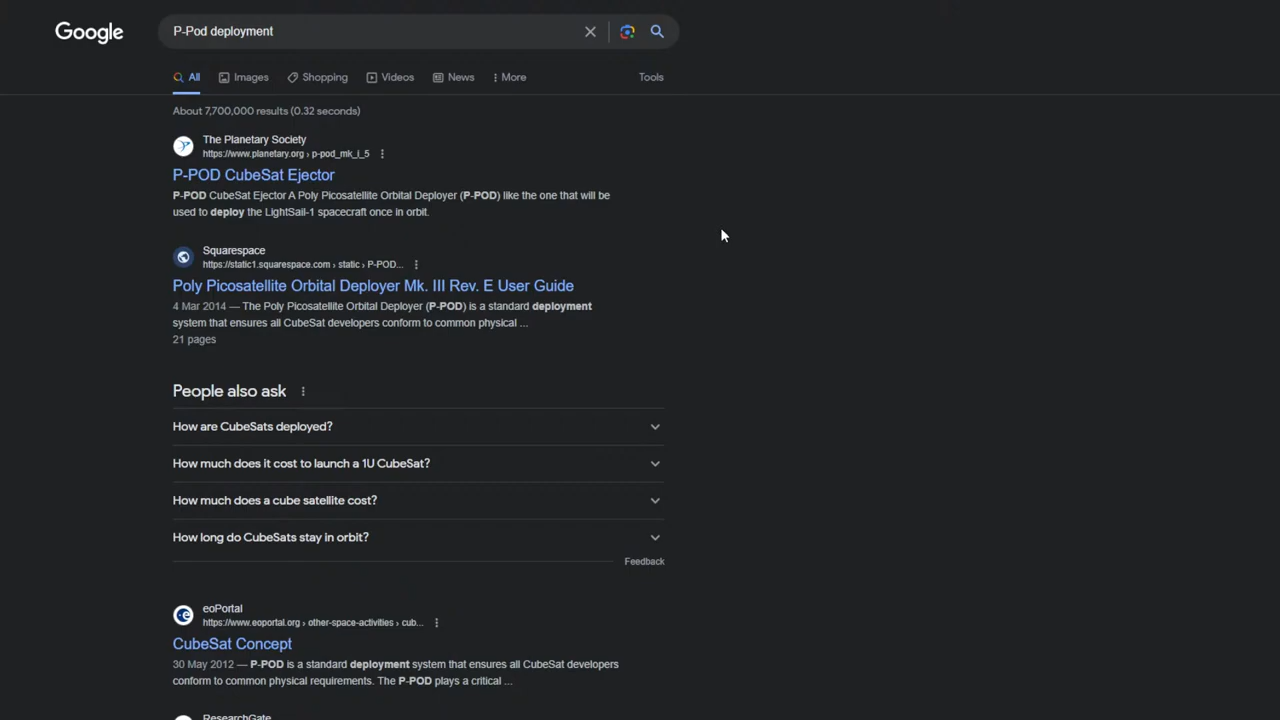 Google
P-Pod deployment
All
Images
Shopping
Videos
News
More
Tools
About 7,700,000 results (0.32 seconds)
The Planetary Society
https://www.planetary.org › p-pod_mk_i_5
P-POD CubeSat Ejector
P-POD CubeSat Ejector A Poly Picosatellite Orbital Deployer (P-POD) like the one that will be
used to deploy the LightSail-1 spacecraft once in orbit.
Squarespace
https://static1.squarespace.com › static › P-POD...
Poly Picosatellite Orbital Deployer Mk. III Rev. E User Guide
4 Mar 2014 — The Poly Picosatellite Orbital Deployer (P-POD) is a standard deployment
system that ensures all CubeSat developers conform to common physical ...
21 pages
People also ask
How are CubeSats deployed?
How much does it cost to launch a 1U CubeSat?
How much does a cube satellite cost?
How long do CubeSats stay in orbit?
Feedback
eoPortal
https://www.eoportal.org › other-space-activities › cub...
CubeSat Concept
30 May 2012 — P-POD is a standard deployment system that ensures all CubeSat developers
conform to common physical requirements. The P-POD plays a critical ...
ResearchGate